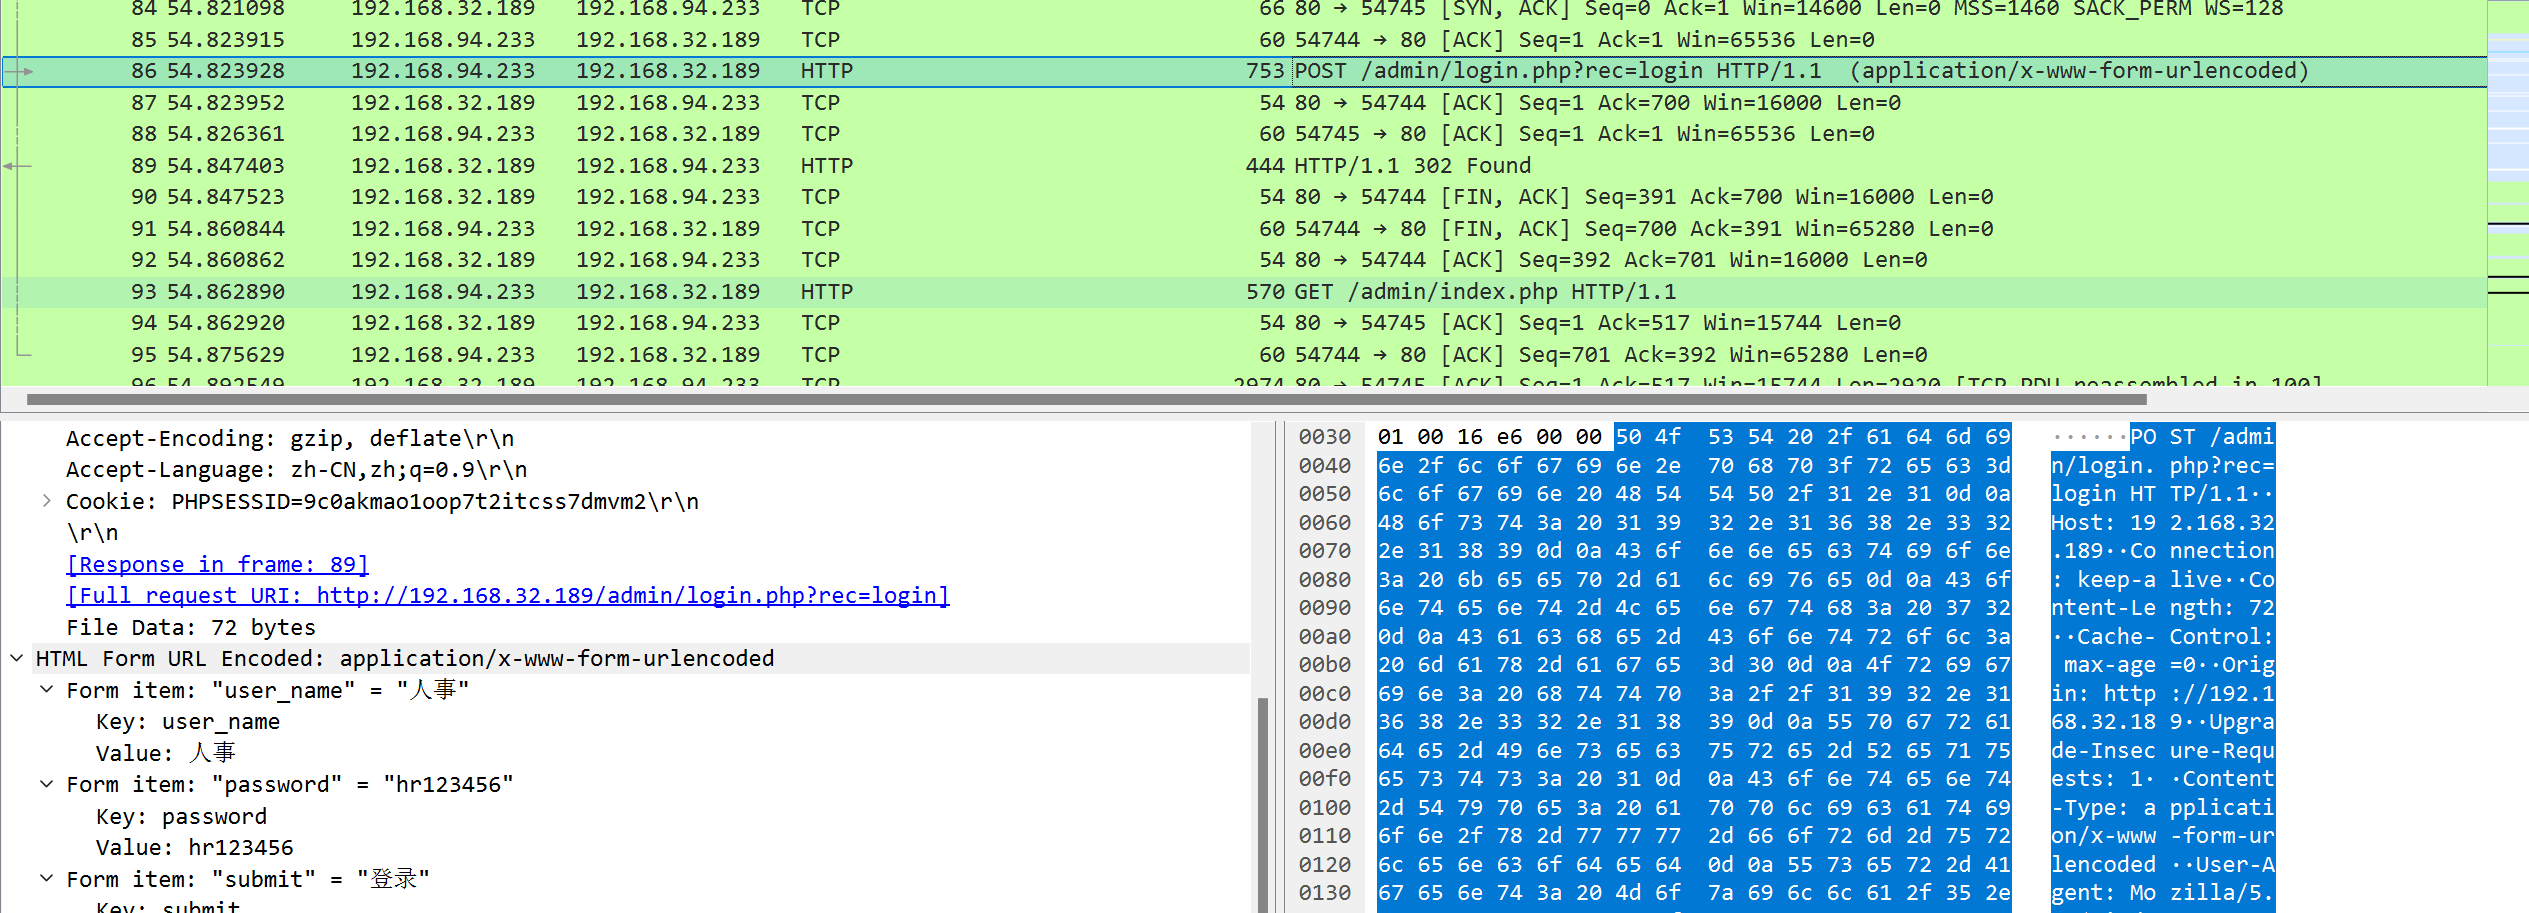 84 54.821098 192.168.32.189 192.168.94.233 TCP 66 80 → 54745 [SYN, ACK] Seq=0 Ack=1 Win=14600 Len=0 MSS=1460 SACK_PERM WS=128
85 54.823915 192.168.94.233 192.168.32.189 TCP 60 54744 → 80 [ACK] Seq=1 Ack=1 Win=65536 Len=0
86 54.823928 192.168.94.233 192.168.32.189 HTTP 753 POST /admin/login.php?rec=login HTTP/1.1  (application/x-www-form-urlencoded)
87 54.823952 192.168.32.189 192.168.94.233 TCP 54 80 → 54744 [ACK] Seq=1 Ack=700 Win=16000 Len=0
88 54.826361 192.168.94.233 192.168.32.189 TCP 60 54745 → 80 [ACK] Seq=1 Ack=1 Win=65536 Len=0
89 54.847403 192.168.32.189 192.168.94.233 HTTP 444 HTTP/1.1 302 Found
90 54.847523 192.168.32.189 192.168.94.233 TCP 54 80 → 54744 [FIN, ACK] Seq=391 Ack=700 Win=16000 Len=0
91 54.860844 192.168.94.233 192.168.32.189 TCP 60 54744 → 80 [FIN, ACK] Seq=700 Ack=391 Win=65280 Len=0
92 54.860862 192.168.32.189 192.168.94.233 TCP 54 80 → 54744 [ACK] Seq=392 Ack=701 Win=16000 Len=0
93 54.862890 192.168.94.233 192.168.32.189 HTTP 570 GET /admin/index.php HTTP/1.1
94 54.862920 192.168.32.189 192.168.94.233 TCP 54 80 → 54745 [ACK] Seq=1 Ack=517 Win=15744 Len=0
95 54.875629 192.168.94.233 192.168.32.189 TCP 60 54744 → 80 [ACK] Seq=701 Ack=392 Win=65280 Len=0
96 54.892549 192.168.32.189 192.168.94.233 TCP 2974 80 → 54745 [ACK] Seq=1 Ack=517 Win=15744 Len=2920 [TCP PDU reassembled in 100]
Accept-Encoding: gzip, deflate\r\n
Accept-Language: zh-CN,zh;q=0.9\r\n
Cookie: PHPSESSID=9c0akmao1oop7t2itcss7dmvm2\r\n
\r\n
[Response in frame: 89]
[Full request URI: http://192.168.32.189/admin/login.php?rec=login]
File Data: 72 bytes
HTML Form URL Encoded: application/x-www-form-urlencoded
Form item: "user_name" = "人事"
Key: user_name
Value: 人事
Form item: "password" = "hr123456"
Key: password
Value: hr123456
Form item: "submit" = "登录"
Key: submit
0030 01 00 16 e6 00 00 50 4f 53 54 20 2f 61 64 6d 69 ······PO ST /admi
0040 6e 2f 6c 6f 67 69 6e 2e 70 68 70 3f 72 65 63 3d n/login. php?rec=
0050 6c 6f 67 69 6e 20 48 54 54 50 2f 31 2e 31 0d 0a login HT TP/1.1··
0060 48 6f 73 74 3a 20 31 39 32 2e 31 36 38 2e 33 32 Host: 19 2.168.32
0070 2e 31 38 39 0d 0a 43 6f 6e 6e 65 63 74 69 6f 6e .189··Co nnection
0080 3a 20 6b 65 65 70 2d 61 6c 69 76 65 0d 0a 43 6f : keep-a live··Co
0090 6e 74 65 6e 74 2d 4c 65 6e 67 74 68 3a 20 37 32 ntent-Le ngth: 72
00a0 0d 0a 43 61 63 68 65 2d 43 6f 6e 74 72 6f 6c 3a ··Cache- Control:
00b0 20 6d 61 78 2d 61 67 65 3d 30 0d 0a 4f 72 69 67 max-age =0··Orig
00c0 69 6e 3a 20 68 74 74 70 3a 2f 2f 31 39 32 2e 31 in: http ://192.1
00d0 36 38 2e 33 32 2e 31 38 39 0d 0a 55 70 67 72 61 68.32.18 9··Upgra
00e0 64 65 2d 49 6e 73 65 63 75 72 65 2d 52 65 71 75 de-Insec ure-Requ
00f0 65 73 74 73 3a 20 31 0d 0a 43 6f 6e 74 65 6e 74 ests: 1· ·Content
0100 2d 54 79 70 65 3a 20 61 70 70 6c 69 63 61 74 69 -Type: a pplicati
0110 6f 6e 2f 78 2d 77 77 77 2d 66 6f 72 6d 2d 75 72 on/x-www -form-ur
0120 6c 65 6e 63 6f 64 65 64 0d 0a 55 73 65 72 2d 41 lencoded ··User-A
0130 67 65 6e 74 3a 20 4d 6f 7a 69 6c 6c 61 2f 35 2e gent: Mo zilla/5.